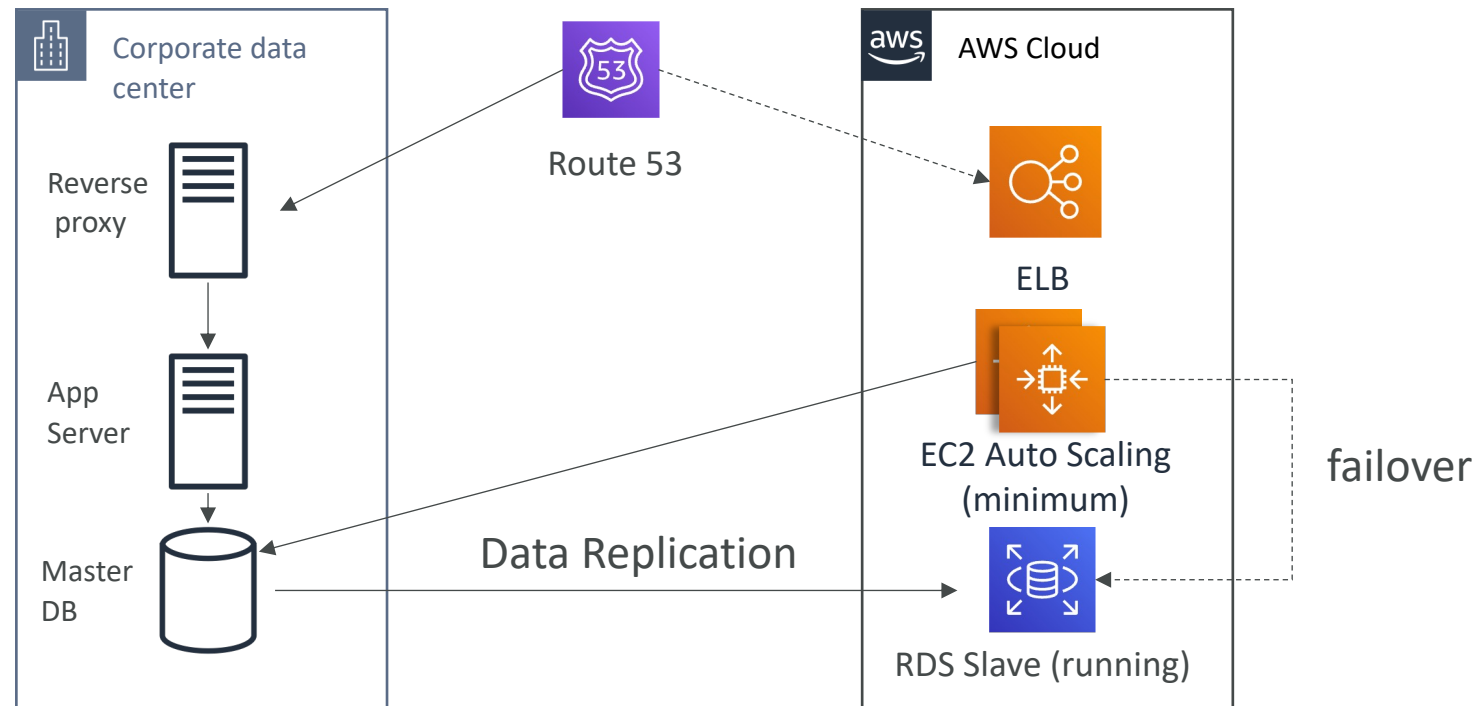 Corporate data
center
53
Route 53
aws
AWS Cloud
Reverse
proxy
ELB
App
Server
EC2 Auto Scaling
(minimum)
failover
Data Replication
Master
DB
RDS Slave (running)